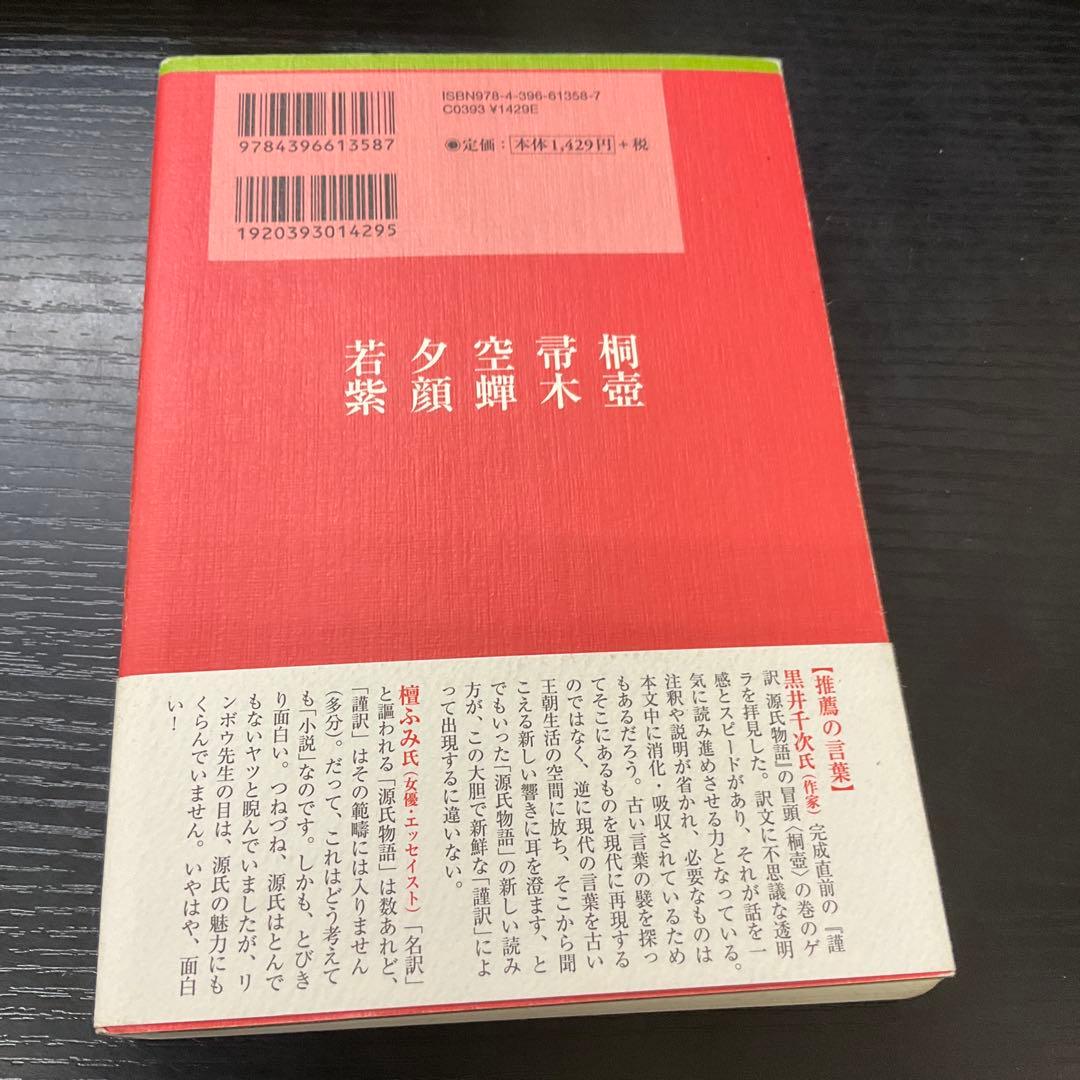 ISBN978-4-396-61358-7
C0393 ¥1429E
9784396613587
◉定価：本体1,429円＋税
1920393014295
桐壺
帚木
空蟬
夕顔
若紫
【推薦の言葉】
黒井千次氏（作家）完成直前の『謹
訳 源氏物語』の冒頭〈桐壺〉の巻のゲ
ラを拝見した。訳文に不思議な透明
感とスピードがあり、それが話を一
気に読み進めさせる力となっている。
注釈や説明が省かれ、必要なものは
本文中に消化・吸収されているため
もあるだろう。古い言葉の襞を探っ
てそこにあるものを現代に再現する
のではなく、逆に現代の言葉を古い
王朝生活の空間に放ち、そこから聞
こえる新しい響きに耳を澄ます、と
でもいった「源氏物語」の新しい読み
方が、この大胆で新鮮な「謹訳」によ
って出現するに違いない。
檀ふみ氏（女優・エッセイスト）「名訳」
と謳われる「源氏物語」は数あれど、
「謹訳」はその範疇には入りません
（多分）。だって、これはどう考えて
も「小説」なのです。しかも、とびき
り面白い。つねづね、源氏はとんで
もないヤツと睨んでいましたが、リ
ンボウ先生の目は、源氏の魅力にも
くらんでいません。いやはや、面白
い！